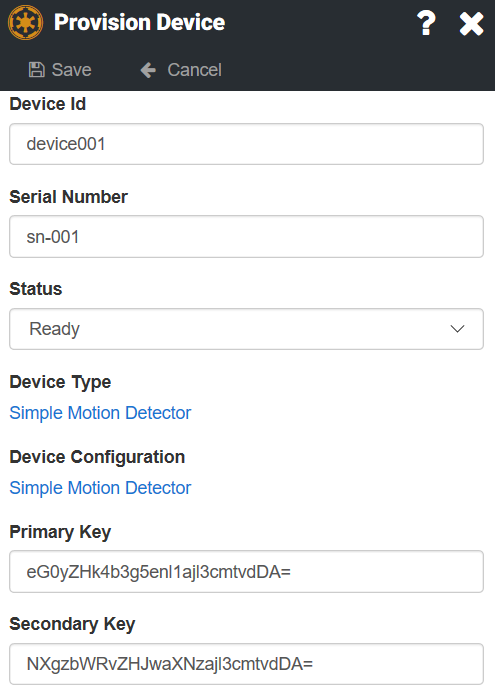 Provision Device
?
Save
Cancel
Device Id
device001
Serial Number
sn-001
Status
Ready
Device Type
Simple Motion Detector
Device Configuration
Simple Motion Detector
Primary Key
eG0yZHk4b3g5enl1ajl3cmtvdDA=
Secondary Key
NXgzbWRvZHJwaXNzajl3cmtvdDA=